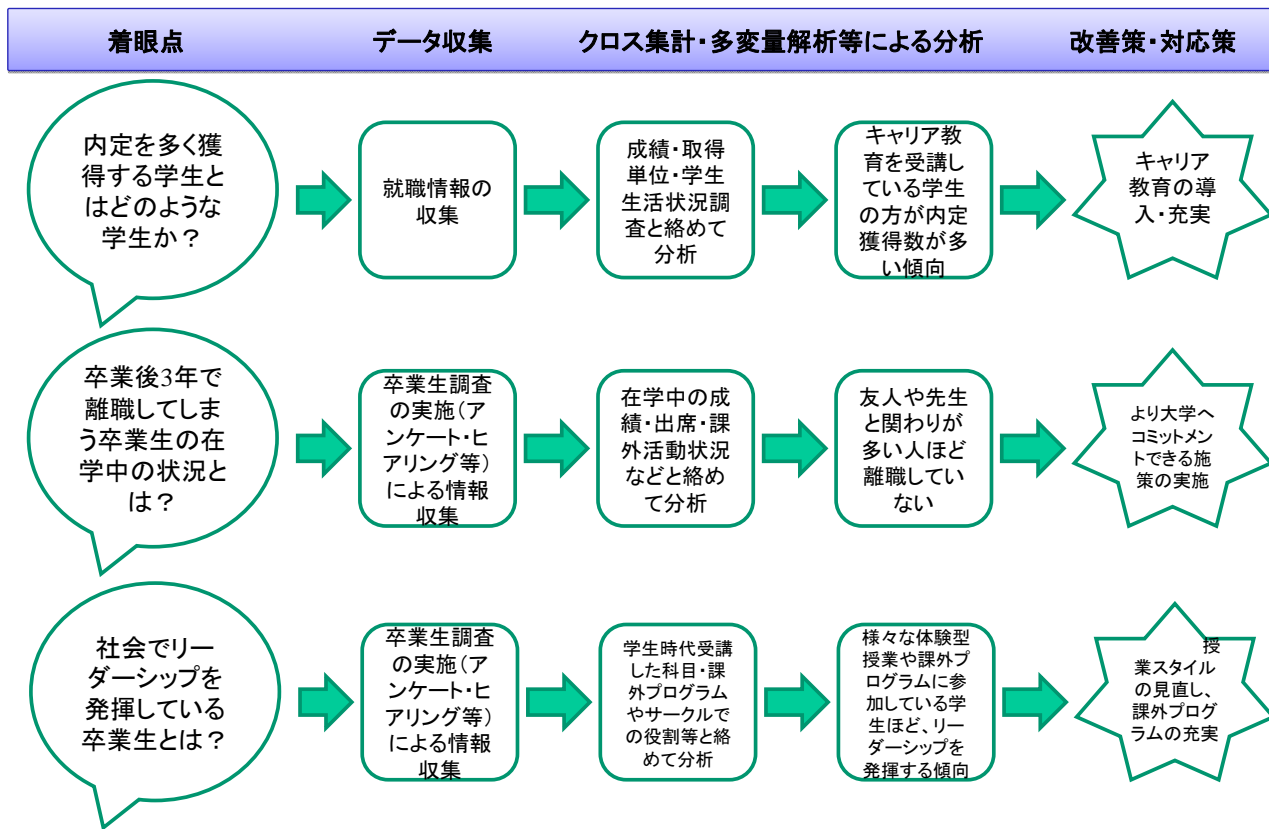 着眼点
データ収集
クロス集計・多変量解析等による分析
改善策・対応策
内定を多く獲
得する学生と
はどのような
学生か？
就職情報の
収集
成績・取得
単位・学生
生活状況調
査と絡めて
分析
キャリア教
育を受講し
ている学生
の方が内定
獲得数が多
い傾向
キャリア
教育の導
入・充実
卒業後3年で
離職してしま
う卒業生の在
学中の状況と
は？
卒業生調査
の実施（ア
ンケート・ヒ
アリング等）
による情報
収集
在学中の成
績・出席・課
外活動状況
などと絡め
て分析
友人や先生
と関わりが
多い人ほど
離職してい
ない
より大学へ
コミットメン
トできる施
策の実施
社会でリー
ダーシップを
発揮している
卒業生とは？
卒業生調査
の実施（ア
ンケート・ヒ
アリング等）
による情報
収集
学生時代受講
した科目・課
外プログラム
やサークルで
の役割等と絡
めて分析
様々な体験型
授業や課外プ
ログラムに参
加している学
生ほど、リー
ダーシップを
発揮する傾向
授
業スタイル
の見直し、
課外プログ
ラムの充実